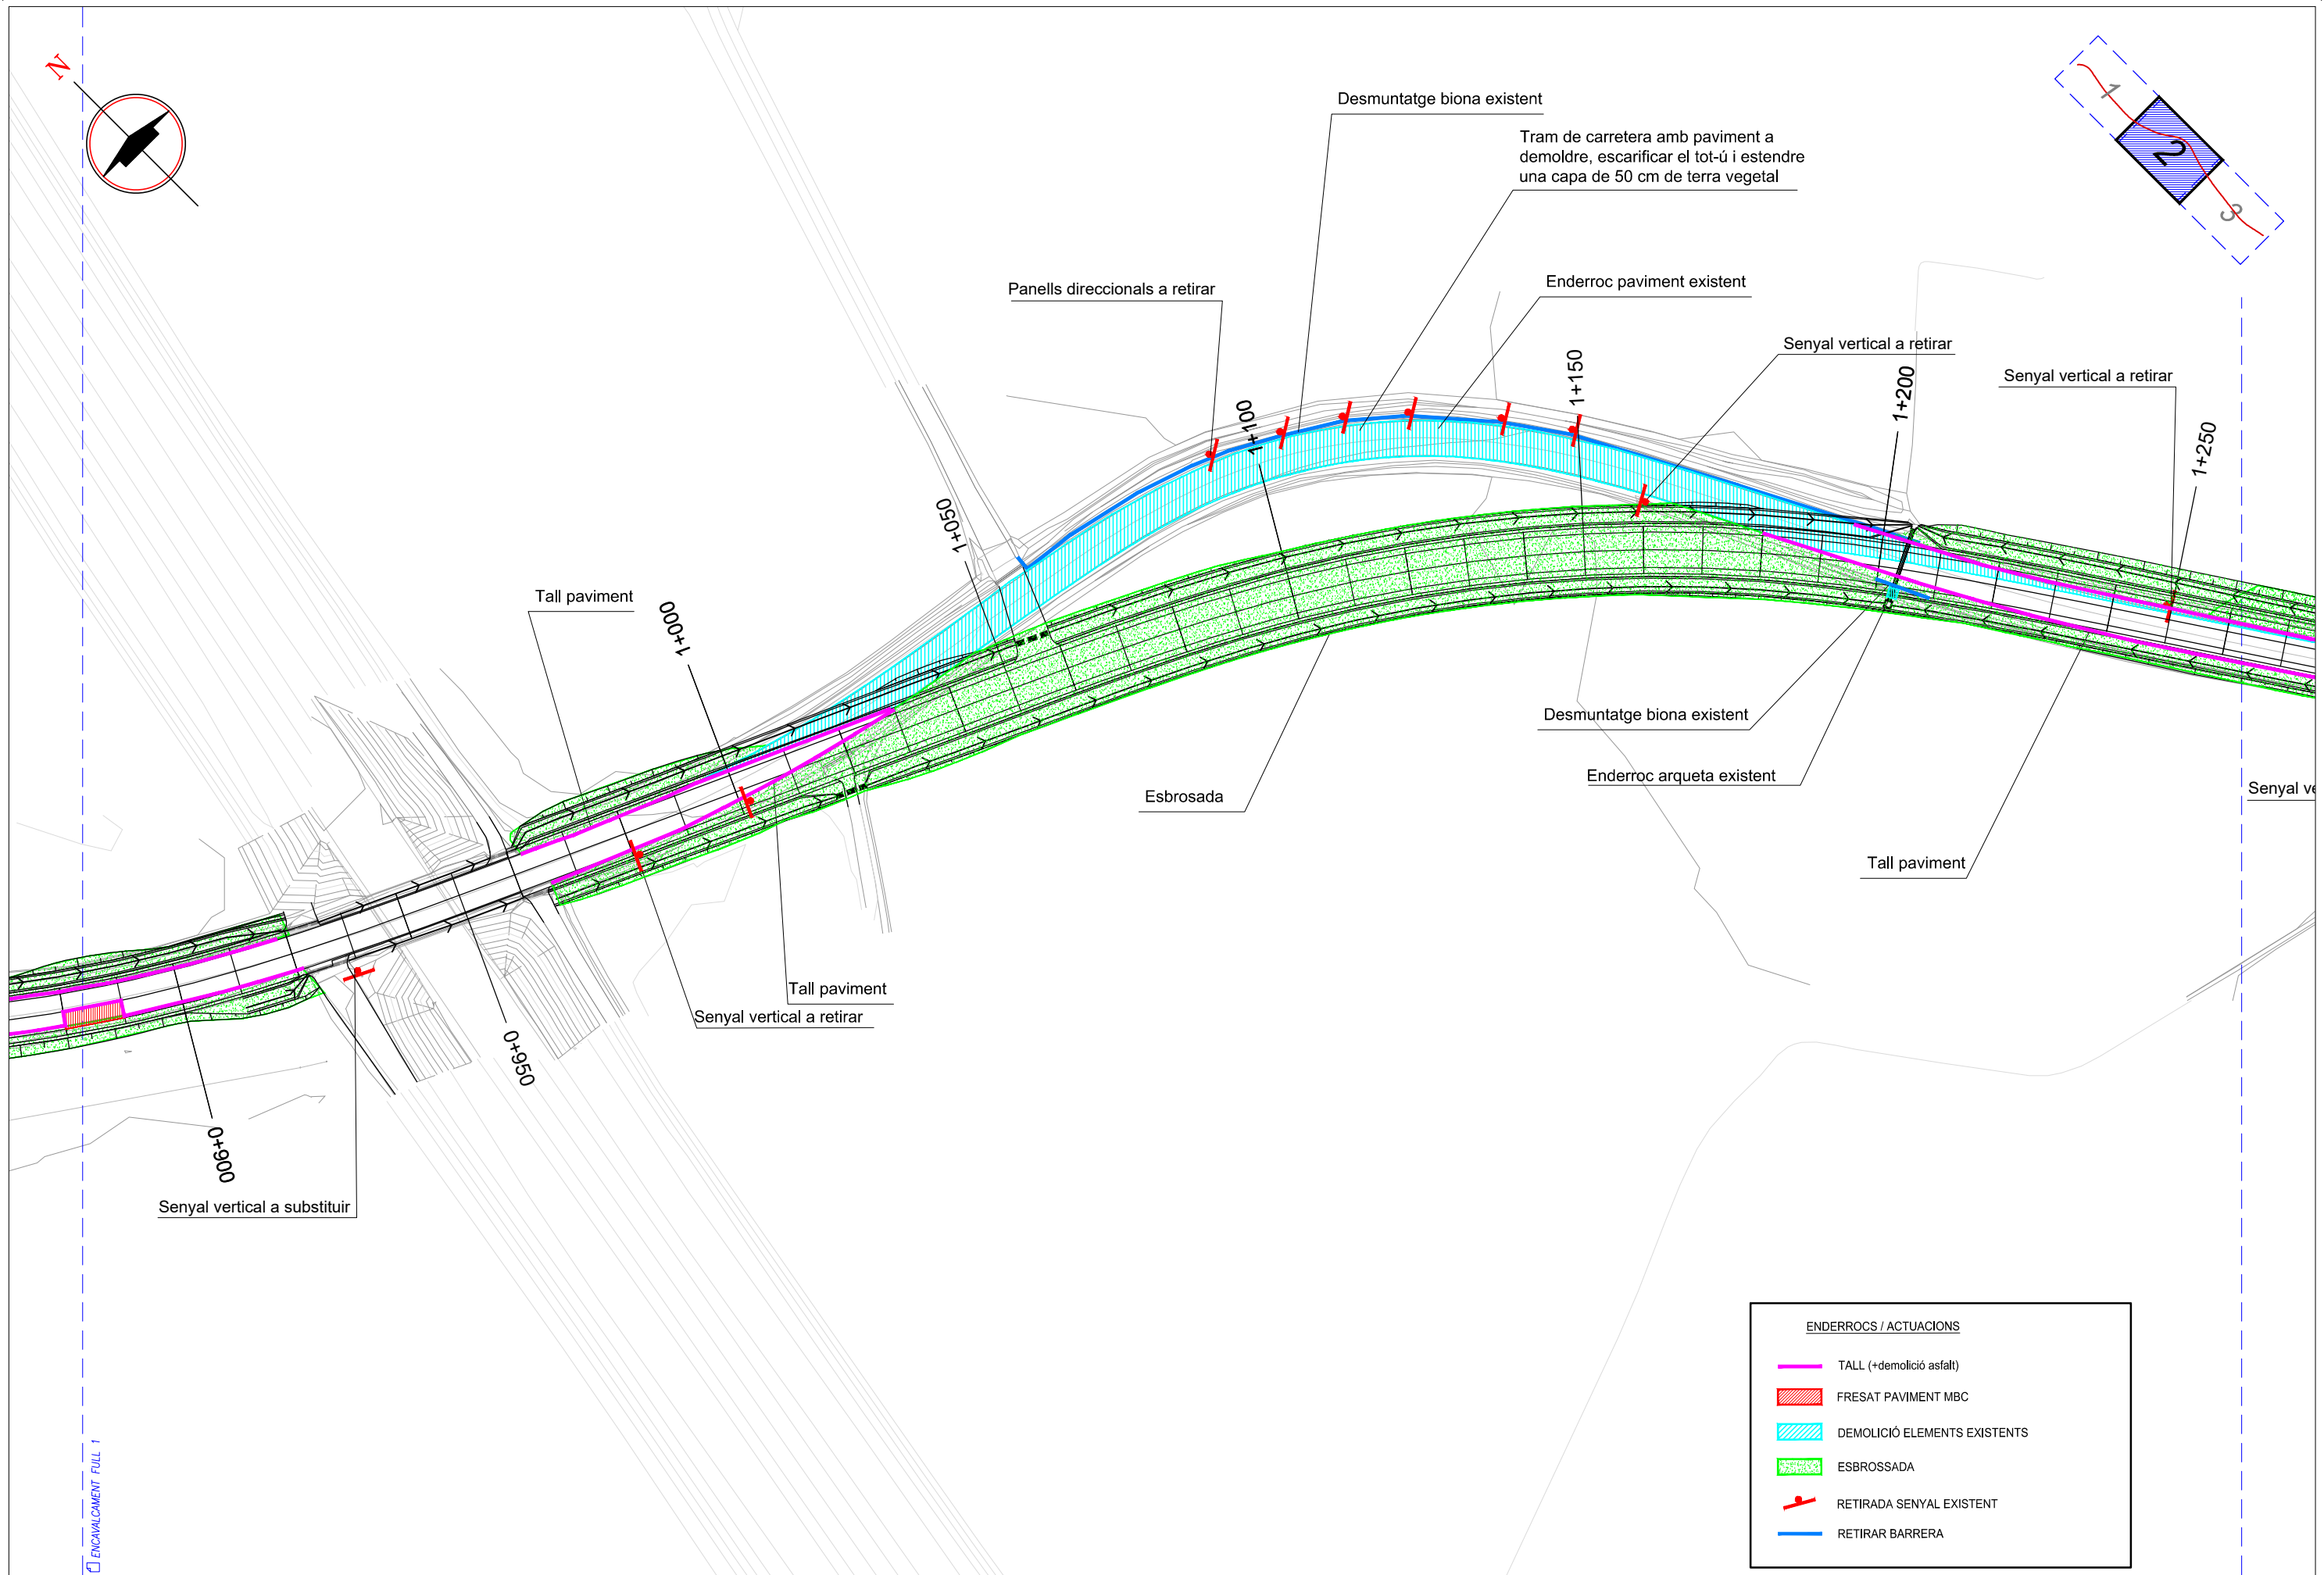 N
1
2
3
Desmuntatge biona existent
Tram de carretera amb paviment a
demoldre, escarificar el tot-ú i estendre
una capa de 50 cm de terra vegetal
Panells direccionals a retirar
Enderroc paviment existent
Senyal vertical a retirar
Senyal vertical a retirar
1+150
1+200
1+100
1+250
1+050
Tall paviment
1+000
Desmuntatge biona existent
Enderroc arqueta existent
Esbrosada
Senyal ve
Tall paviment
Tall paviment
Senyal vertical a retirar
0+950
0+900
Senyal vertical a substituir
ENCAVALCAMENT FULL 1
ENDERROCS / ACTUACIONS
TALL (+demolició asfalt)
FRESAT PAVIMENT MBC
DEMOLICIÓ ELEMENTS EXISTENTS
ESBROSSADA
RETIRADA SENYAL EXISTENT
RETIRAR BARRERA